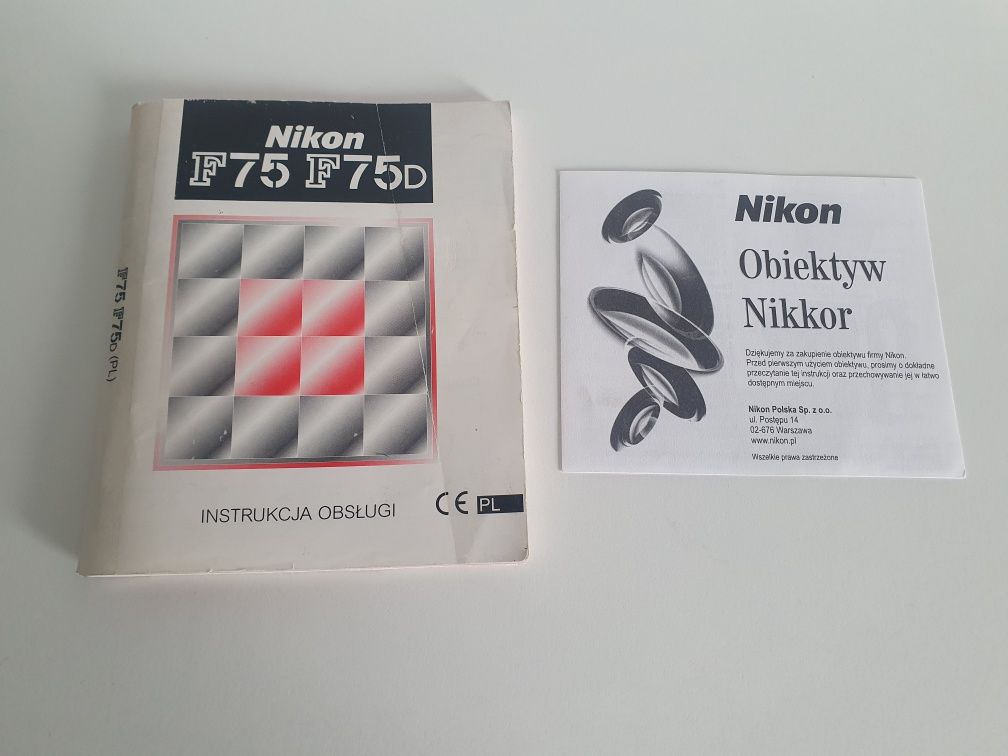 Nikon
F75 F75D
INSTRUKCJA OBSŁUGI
CE PL
F75 F75D (PL)
Nikon
Obiektyw
Nikkor
Dziękujemy za zakupienie obiektywu firmy Nikon.
Przed pierwszym użyciem obiektywu, prosimy o dokładne
przeczytanie tej instrukcji oraz przechowywanie jej w łatwo
dostępnym miejscu.
Nikon Polska Sp. z o.o.
ul. Postępu 14
02-676 Warszawa
www.nikon.pl
Wszelkie prawa zastrzeżone